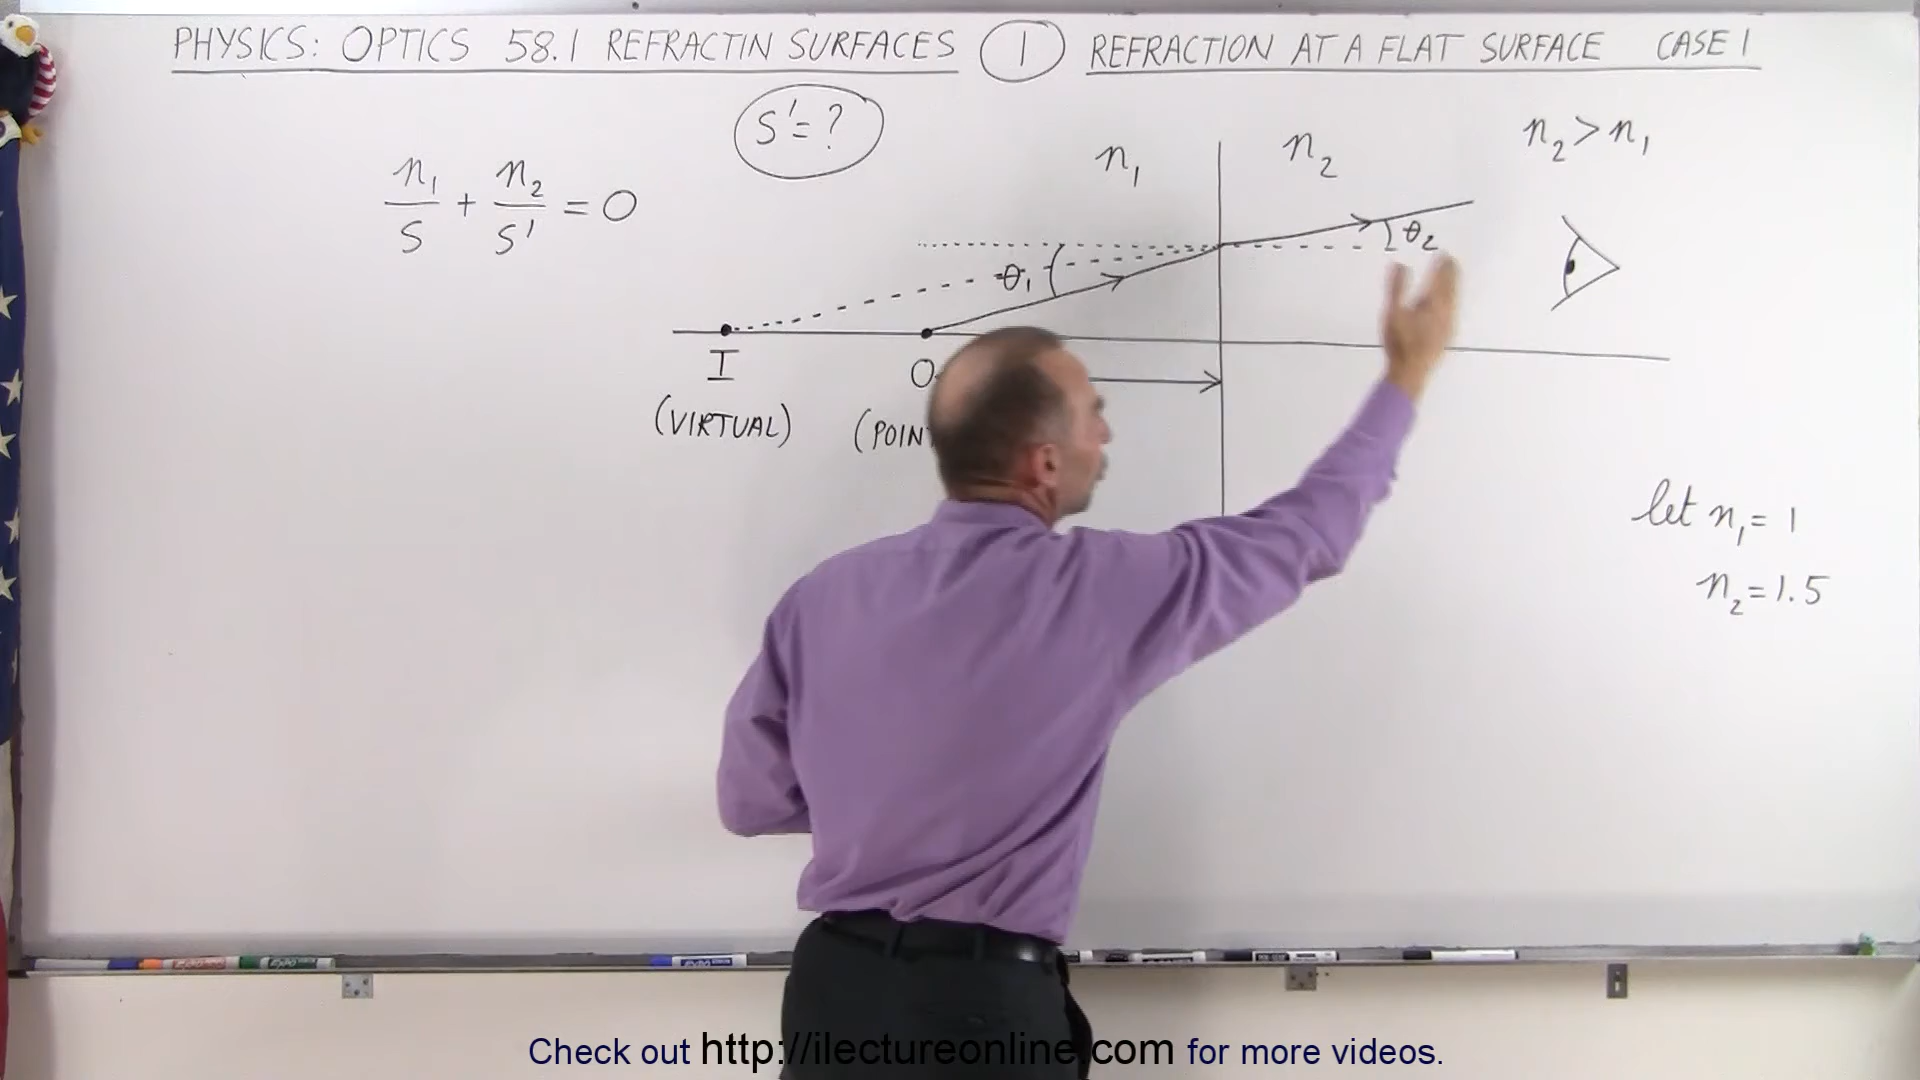 PHYSICS: OPTICS 58.1 REFRACTIN SURFACES 1 REFRACTION AT A FLAT SURFACE CASE 1
S' = ?
n₁/S + n₂/S' = 0
n₁ n₂
n₂ > n₁
θ₁ θ₂
I O
(VIRTUAL) (POIN
let n₁ = 1
n₂ = 1.5
Check out http://ilectureonline.com for more videos.